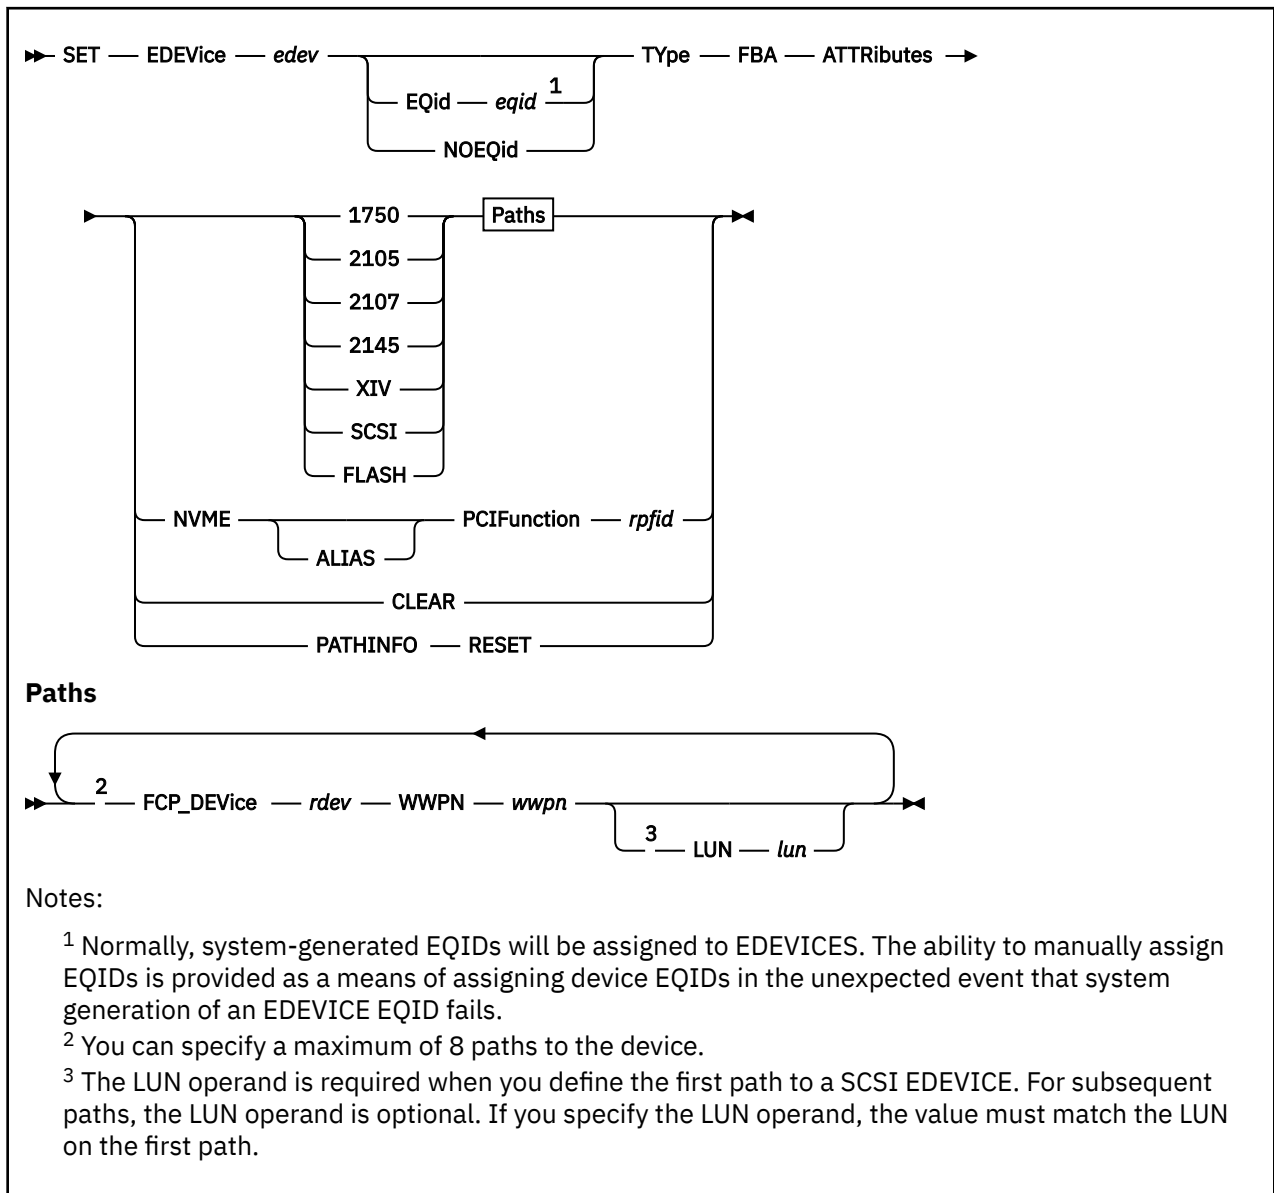 SET EDEVice edev TYpe FBA ATTRibutes
EQid eqid 1
NOEQid
1750 Paths
2105
2107
2145
XIV
SCSI
FLASH
NVME PCIFunction rpfid
ALIAS
CLEAR
PATHINFO RESET
Paths
2 FCP_DEVice rdev WWPN wwpn
3 LUN lun
Notes:
1 Normally, system-generated EQIDs will be assigned to EDEVICES. The ability to manually assign
EQIDs is provided as a means of assigning device EQIDs in the unexpected event that system
generation of an EDEVICE EQID fails.
2 You can specify a maximum of 8 paths to the device.
3 The LUN operand is required when you define the first path to a SCSI EDEVICE. For subsequent
paths, the LUN operand is optional. If you specify the LUN operand, the value must match the LUN
on the first path.